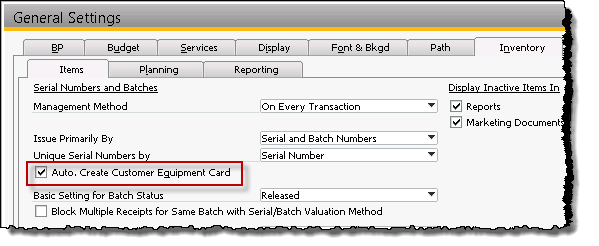 General Settings
BP Budget Services Display Font & Bkgd Path Inventory
Items Planning Reporting
Serial Numbers and Batches
Display Inactive Items In
Management Method On Every Transaction
Reports
Marketing Document
Issue Primarily By Serial and Batch Numbers
Unique Serial Numbers by Serial Number
Auto. Create Customer Equipment Card
Basic Setting for Batch Status Released
Block Multiple Receipts for Same Batch with Serial/Batch Valuation Method